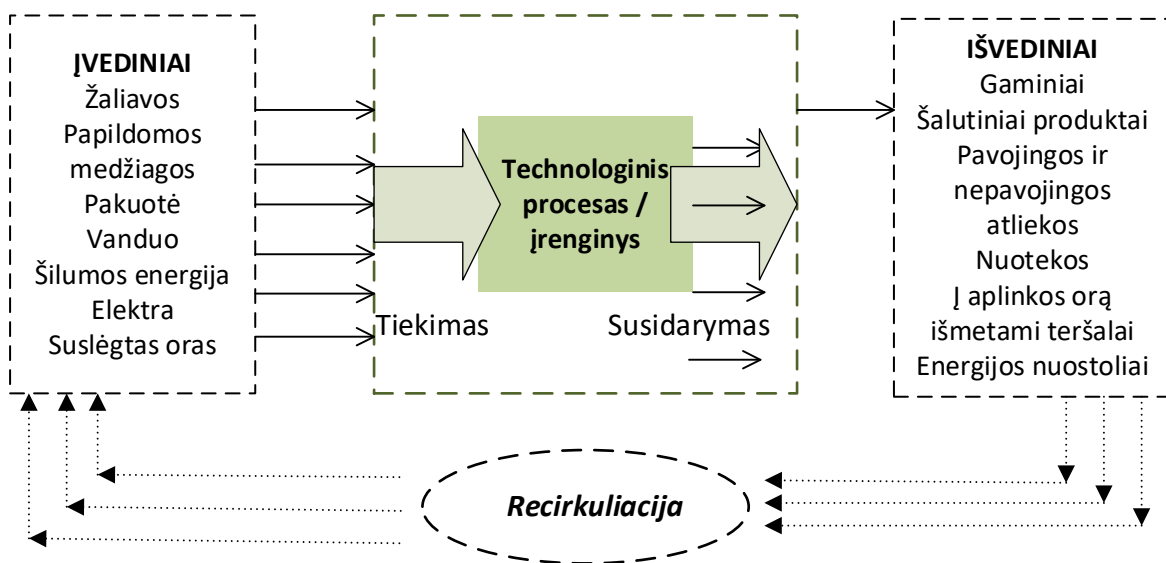 ĮVEDINIAI
Žaliavos
Papildomos
medžiagos
Pakuotė
Vanduo
Šilumos energija
Elektra
Suslėgtas oras
Technologinis
procesas /
įrenginys
Tiekimas
Susidarymas
IŠVEDINIAI
Gaminiai
Šalutiniai produktai
Pavojingos ir
nepavojingos
atliekos
Nuotekos
Į aplinkos orą
išmetami teršalai
Energijos nuostoliai
Recirkuliacija